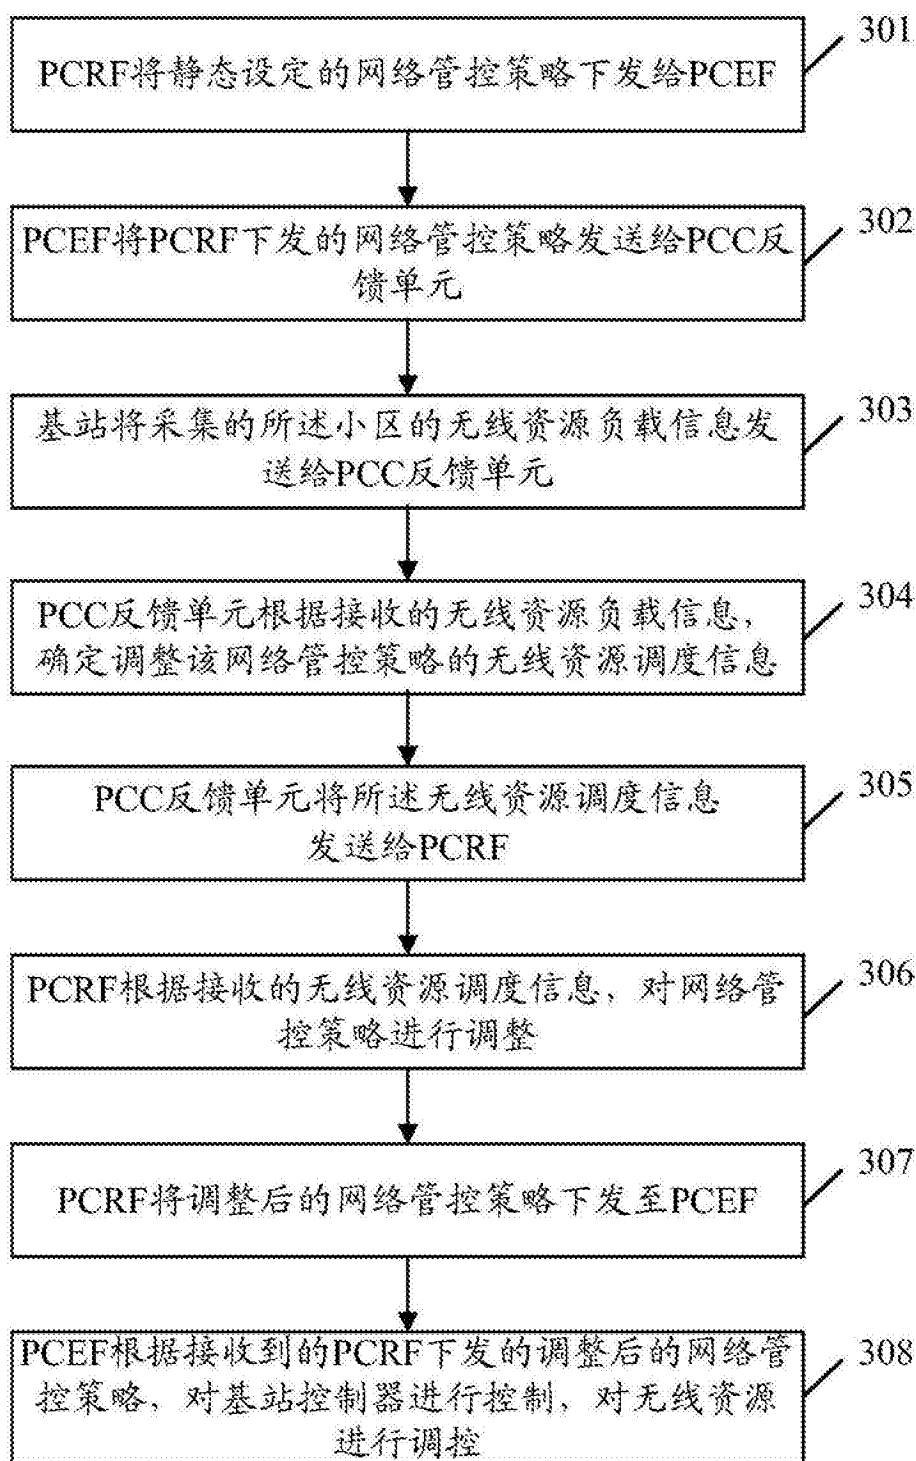 301
PCRF将静态设定的网络管控策略下发给PCEF
302
PCEF将PCRF下发的网络管控策略发送给PCC反
馈单元
303
基站将采集的所述小区的无线资源负载信息发
送给PCC反馈单元
304
PCC反馈单元根据接收的无线资源负载信息，
确定调整该网络管控策略的无线资源调度信息
305
PCC反馈单元将所述无线资源调度信息
发送给PCRF
306
PCRF根据接收的无线资源调度信息，对网络管
控策略进行调整
307
PCRF将调整后的网络管控策略下发至PCEF
308
PCEF根据接收到的PCRF下发的调整后的网络管
控策略，对基站控制器进行控制、对无线资源
进行调控